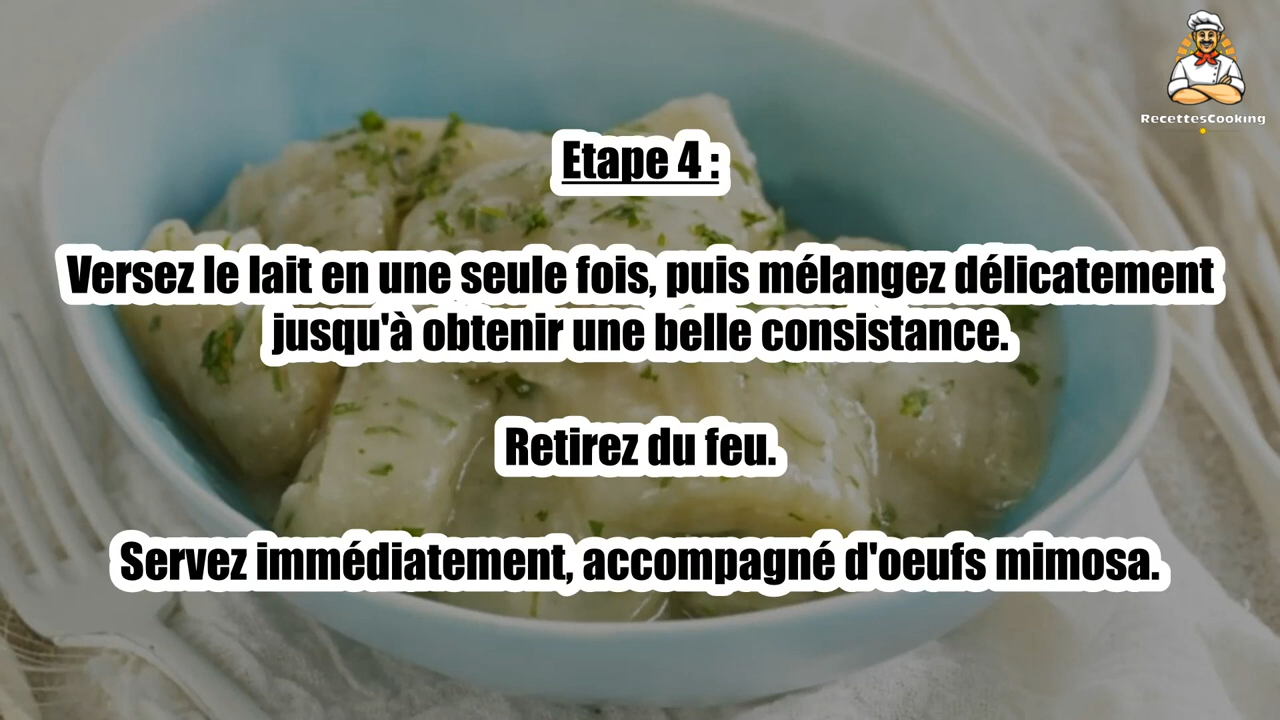 RecettesCooking
Etape 4 :
Versez le lait en une seule fois, puis mélangez délicatement
jusqu'à obtenir une belle consistance.
Retirez du feu.
Servez immédiatement, accompagné d'oeufs mimosa.